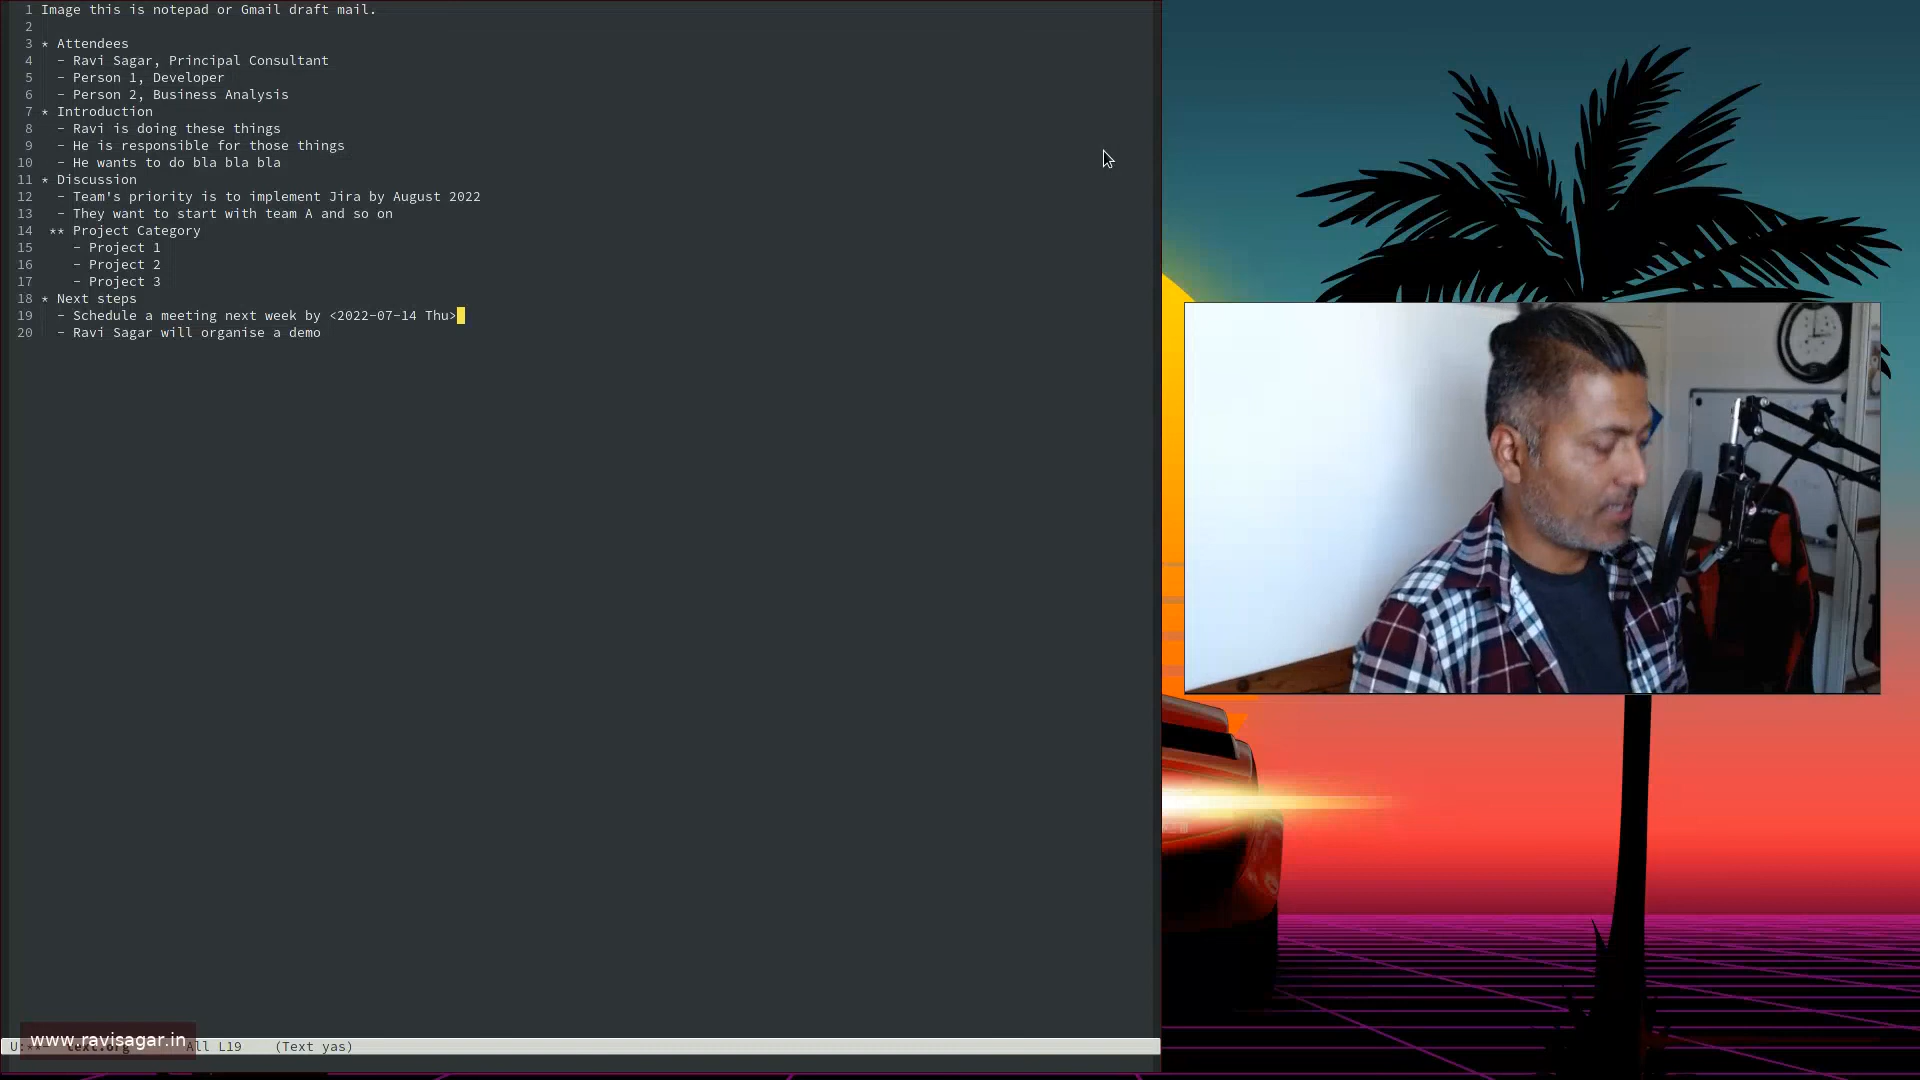 1 Image this is notepad or Gmail draft mail.
2
3 * Attendees
4 - Ravi Sagar, Principal Consultant
5 - Person 1, Developer
6 - Person 2, Business Analysis
7 * Introduction
8 - Ravi is doing these things
9 - He is responsible for those things
10 - He wants to do bla bla bla
11 * Discussion
12 - Team's priority is to implement Jira by August 2022
13 - They want to start with team A and so on
14 ** Project Category
15 - Project 1
16 - Project 2
17 - Project 3
18 * Next steps
19 - Schedule a meeting next week by <2022-07-14 Thu>
20 - Ravi Sagar will organise a demo
www.ravisagar.in
All L19 (Text yas)